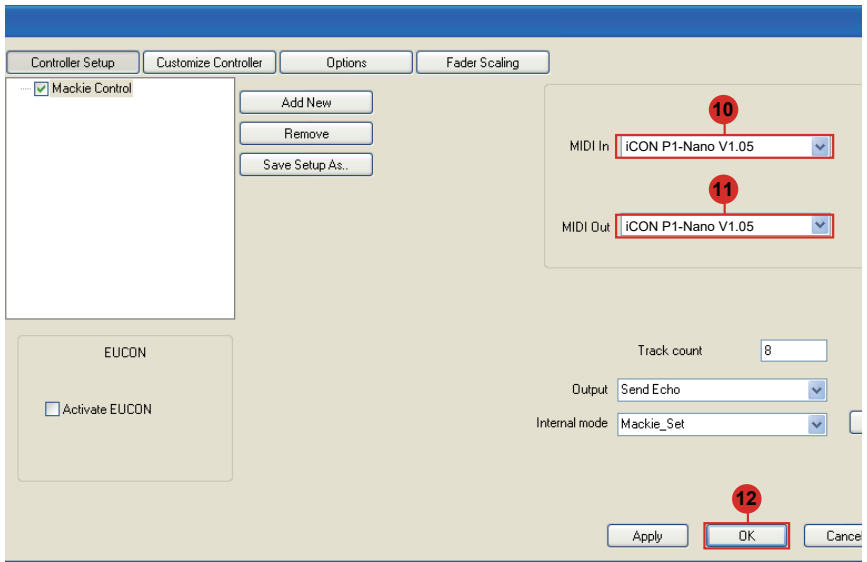 Controller Setup
Customize Controller
Options
Fader Scaling
Mackie Control
Add New
Remove
Save Setup As..
10
MIDI In
iCON P1-Nano V1.05
11
MIDI Out
iCON P1-Nano V1.05
EUCON
Activate EUCON
Track count
8
Output
Send Echo
Internal mode
Mackie_Set
12
Apply
OK
Cancel